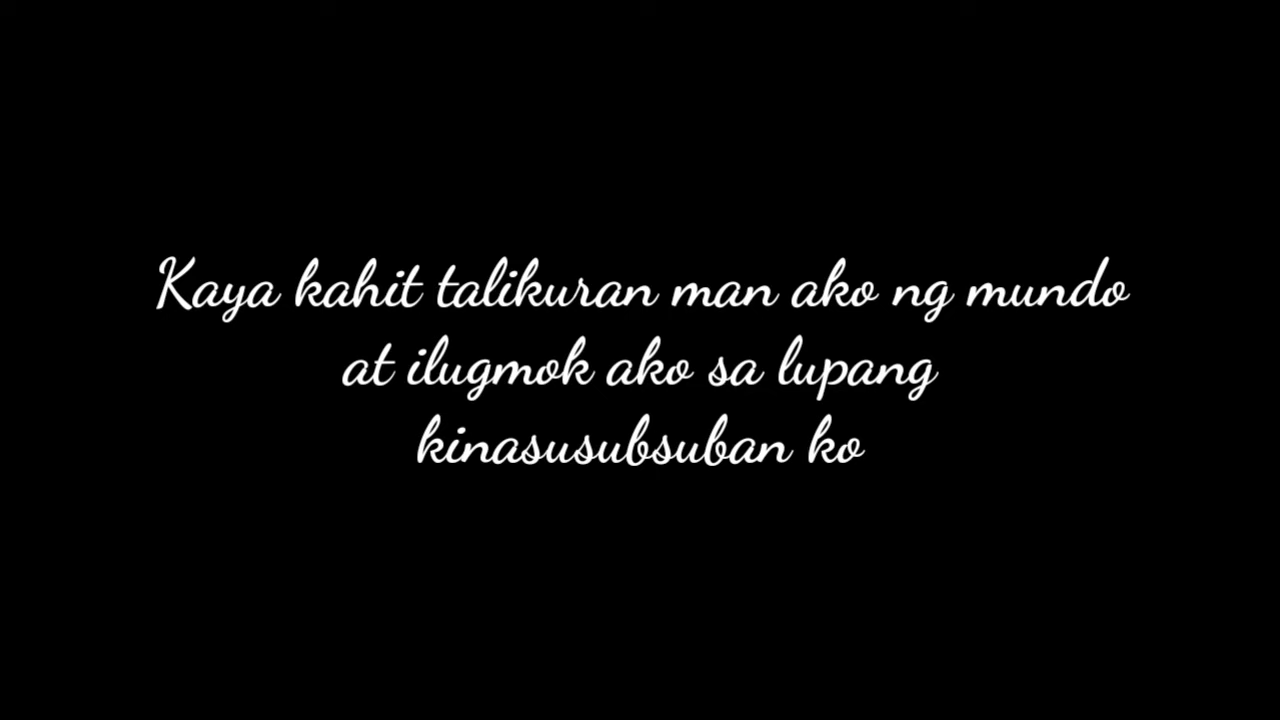 Kaya kahit talikuran man ako ng mundo
at ilugmok ako sa lupang
kinasusubsuban ko